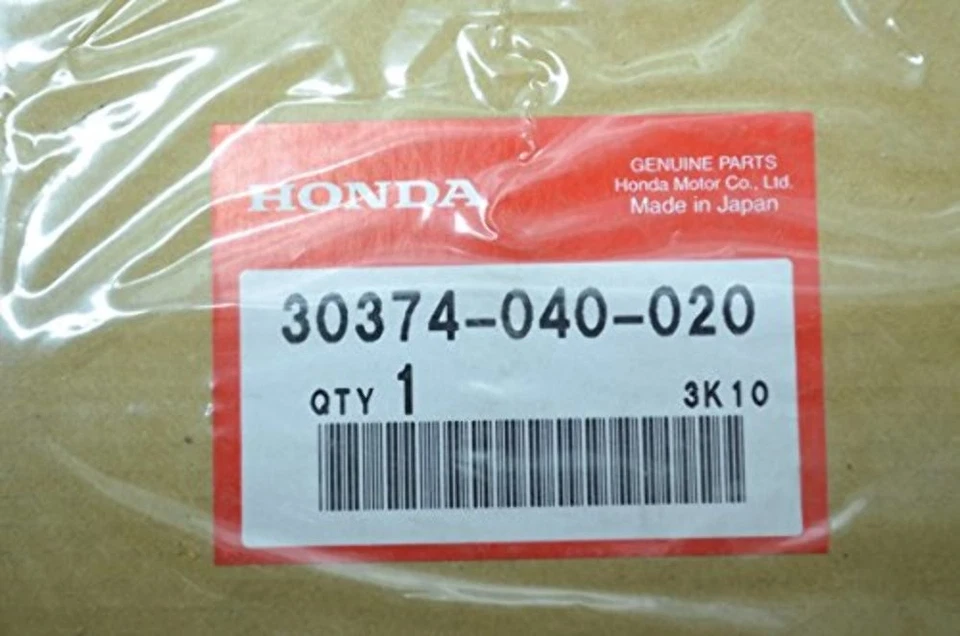 HONDA
GENUINE PARTS
Honda Motor Co., Ltd.
Made in Japan
30374-040-020
QTY 1
3K10